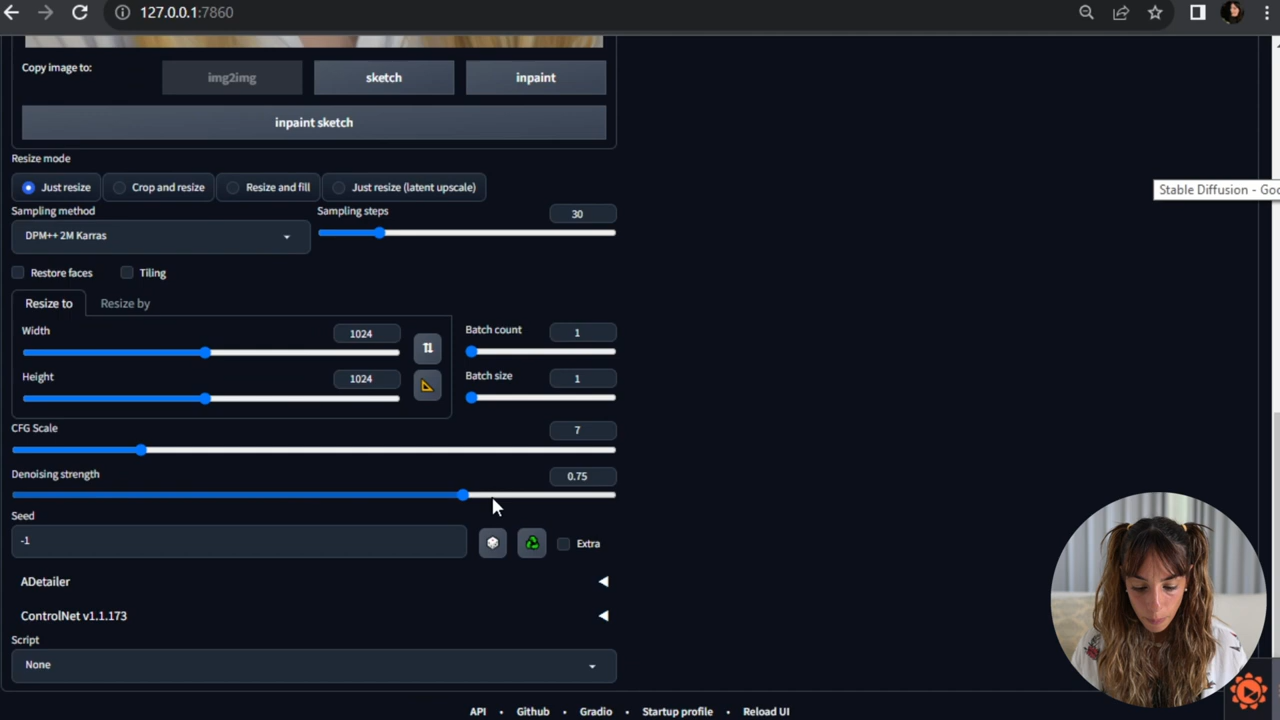 127.0.0.1:7860
Copy image to:
img2img
sketch
inpaint
inpaint sketch
Resize mode
Just resize
Crop and resize
Resize and fill
Just resize (latent upscale)
Stable Diffusion - Goo
Sampling method
Sampling steps
30
DPM++ 2M Karras
Restore faces
Tiling
Resize to
Resize by
Width
1024
Batch count
1
Height
1024
Batch size
1
CFG Scale
7
Denoising strength
0.75
Seed
-1
Extra
ADetailer
ControlNet v1.1.173
Script
None
API • Github • Gradio • Startup profile • Reload UI